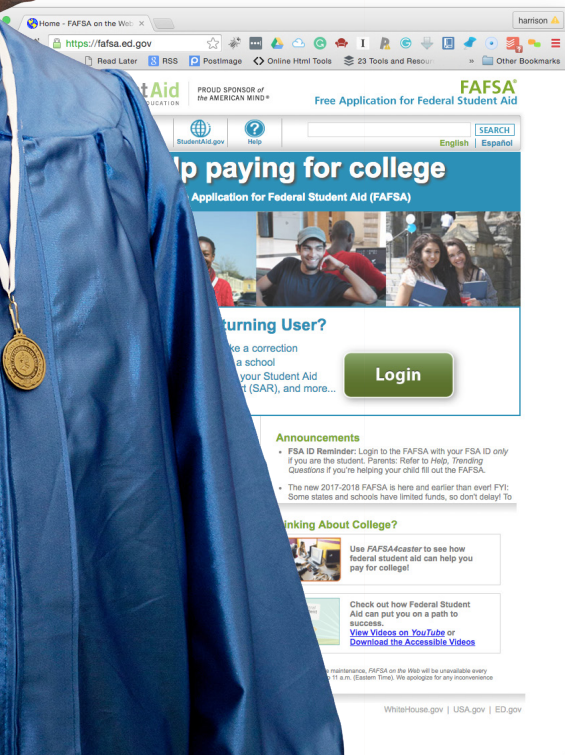 Home - FAFSA on the Web
harrison
https://fafsa.ed.gov
Read Later RSS Postimage Online Html Tools 23 Tools and Resour » Other Bookmarks
t Aid
PROUD SPONSOR of
the AMERICAN MIND®
FAFSA®
Free Application for Federal Student Aid
StudentAid.gov Help
SEARCH
English | Español
lp paying for college
Application for Federal Student Aid (FAFSA)
turning User?
ke a correction
a school
your Student Aid
t (SAR), and more...
Login
Announcements
• FSA ID Reminder: Login to the FAFSA with your FSA ID only
if you are the student. Parents: Refer to Help, Trending
Questions if you're helping your child fill out the FAFSA.
• The new 2017-2018 FAFSA is here and earlier than ever! FYI:
Some states and schools have limited funds, so don't delay! To
inking About College?
Use FAFSA4caster to see how
federal student aid can help you
pay for college!
Check out how Federal Student
Aid can put you on a path to
success.
View Videos on YouTube or
Download the Accessible Videos
maintenance, FAFSA on the Web will be unavailable every
11 a.m. (Eastern Time). We apologize for any inconvenience
WhiteHouse.gov | USA.gov | ED.gov